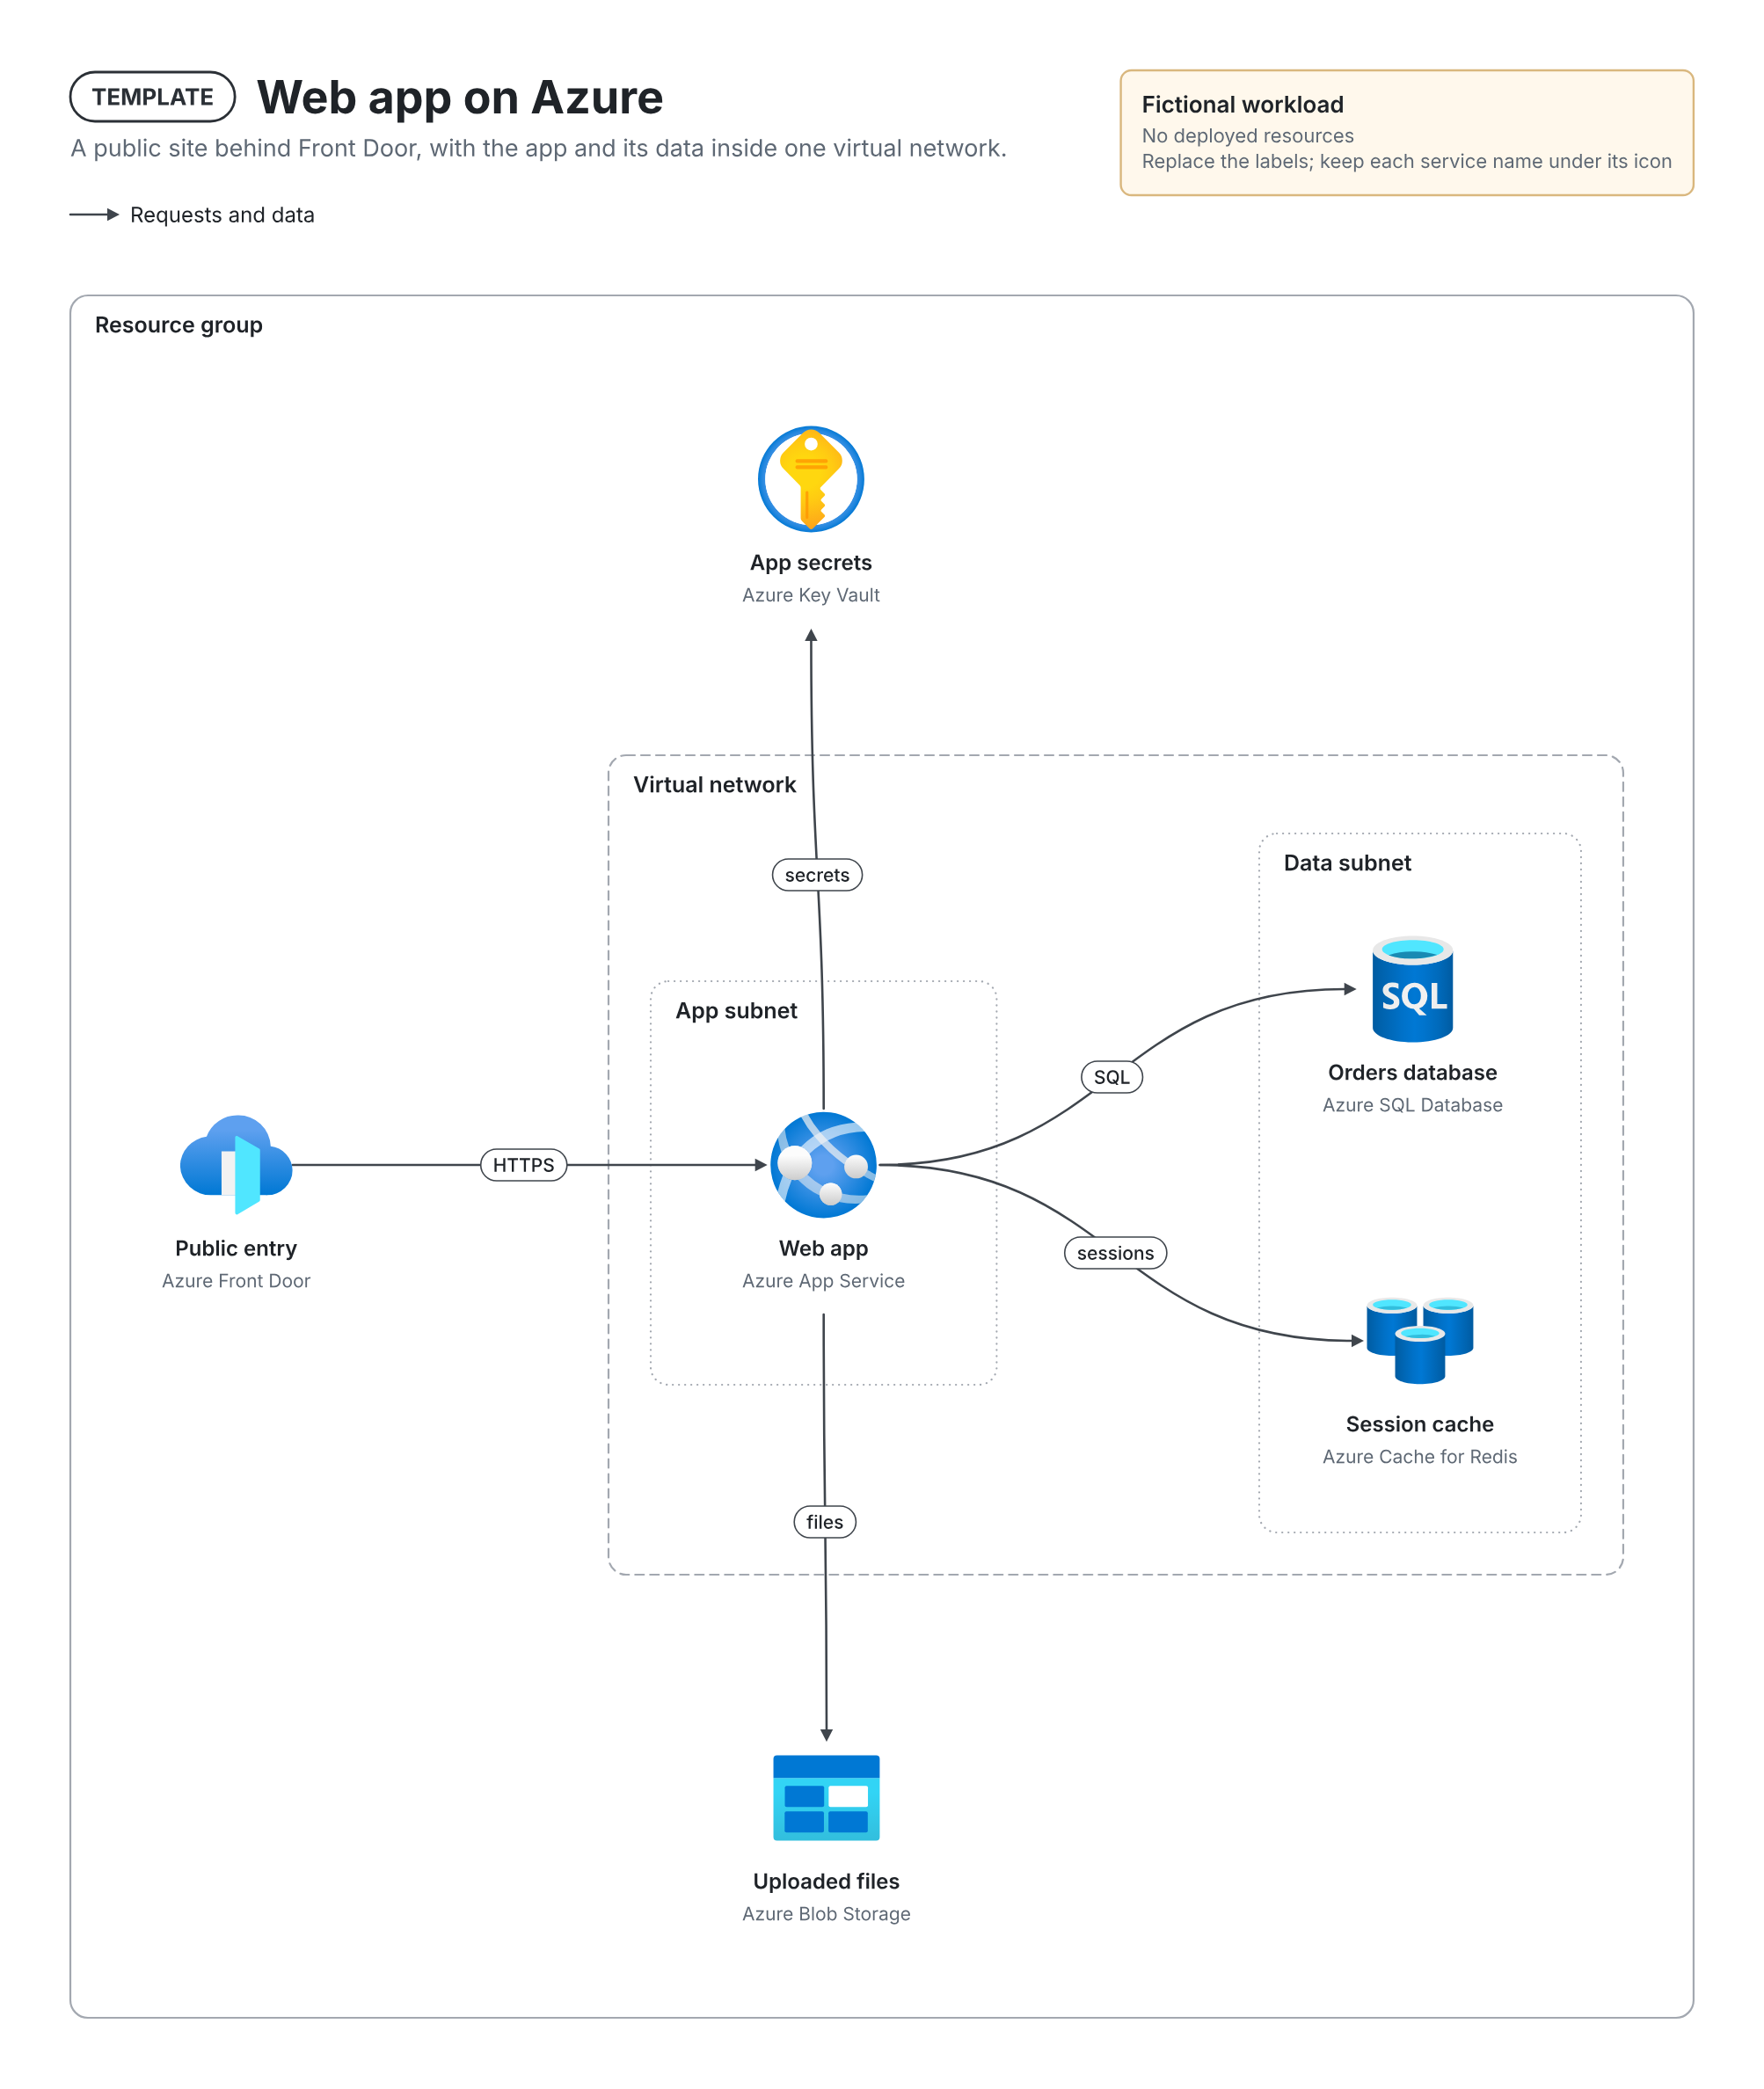 TEMPLATE
Web app on Azure
A public site behind Front Door, with the app and its data inside one virtual network.
Requests and data
Fictional workload
No deployed resources
Replace the labels; keep each service name under its icon
Resource group
App secrets
Azure Key Vault
Virtual network
secrets
Data subnet
App subnet
SQL
SQL
Orders database
Azure SQL Database
HTTPS
Public entry
Azure Front Door
Web app
Azure App Service
sessions
Session cache
Azure Cache for Redis
files
Uploaded files
Azure Blob Storage